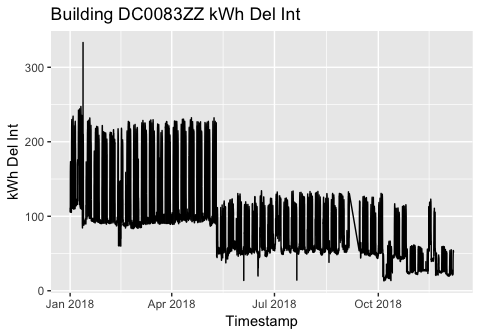 Building DC0083ZZ kWh Del Int
300
200
100
0
kWh Del Int
Jan 2018
Apr 2018
Jul 2018
Oct 2018
Timestamp